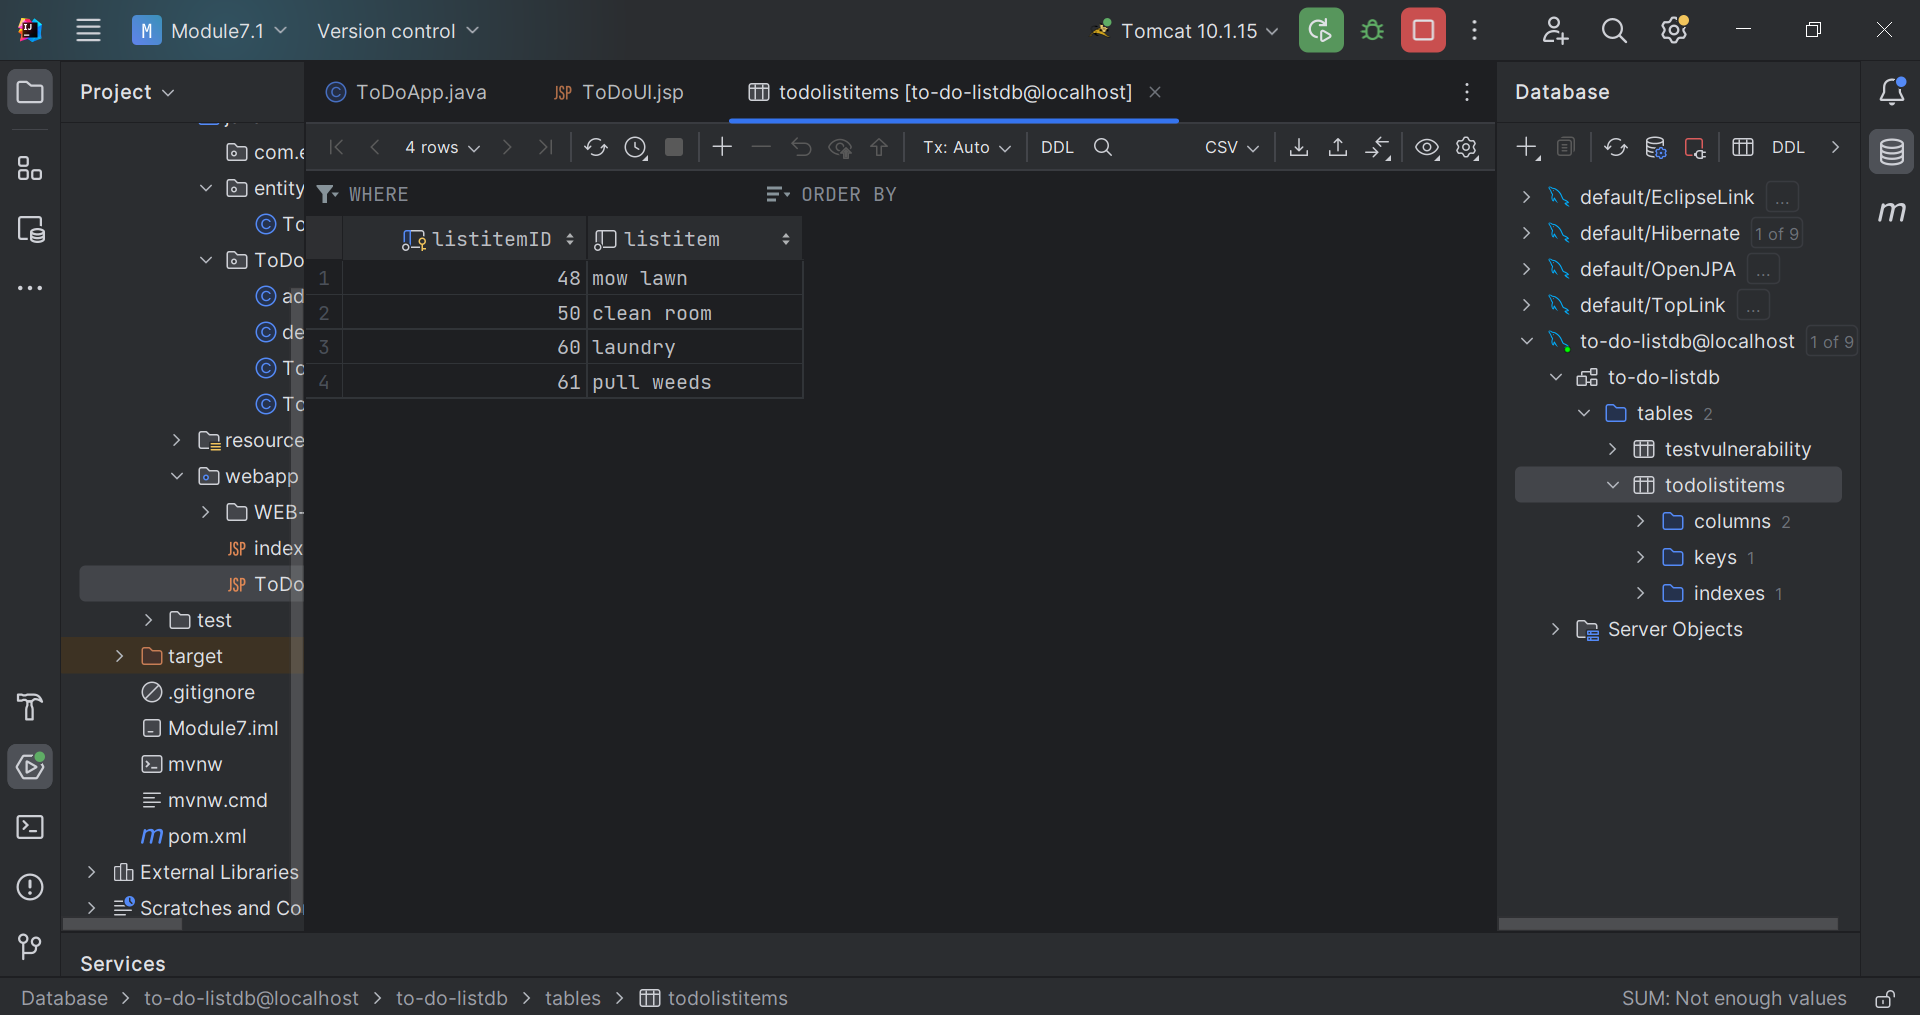 M Module7.1 Version control Tomcat 10.1.15
Project
ToDoApp.java ToDoUI.jsp todolistitems [to-do-listdb@localhost]
Database
4 rows Tx: Auto DDL CSV DDL
WHERE ORDER BY
listitemID listitem
1 48 mow lawn
2 50 clean room
3 60 laundry
4 61 pull weeds
com.e
entity
To
ToDo
ad
de
To
To
resource
webapp
WEB-
JSP index
JSP ToDo
test
target
.gitignore
Module7.iml
mvnw
mvnw.cmd
m pom.xml
External Libraries
Scratches and Co
default/EclipseLink ...
default/Hibernate 1 of 9
default/OpenJPA ...
default/TopLink ...
to-do-listdb@localhost 1 of 9
to-do-listdb
tables 2
testvulnerability
todolistitems
columns 2
keys 1
indexes 1
Server Objects
m
Services
Database > to-do-listdb@localhost > to-do-listdb > tables > todolistitems
SUM: Not enough values